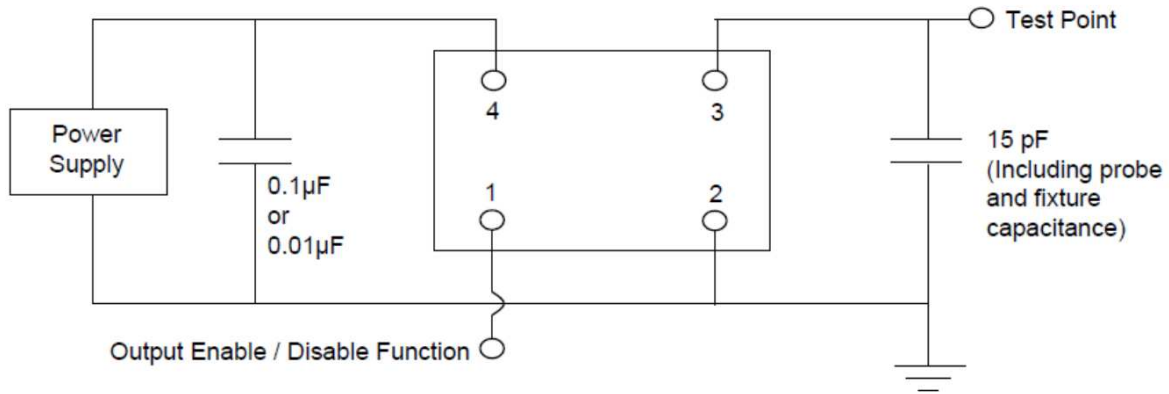 Test Point
4
3
Power
Supply
15 pF
(Including probe
and fixture
capacitance)
0.1µF
or
0.01µF
1
2
Output Enable / Disable Function